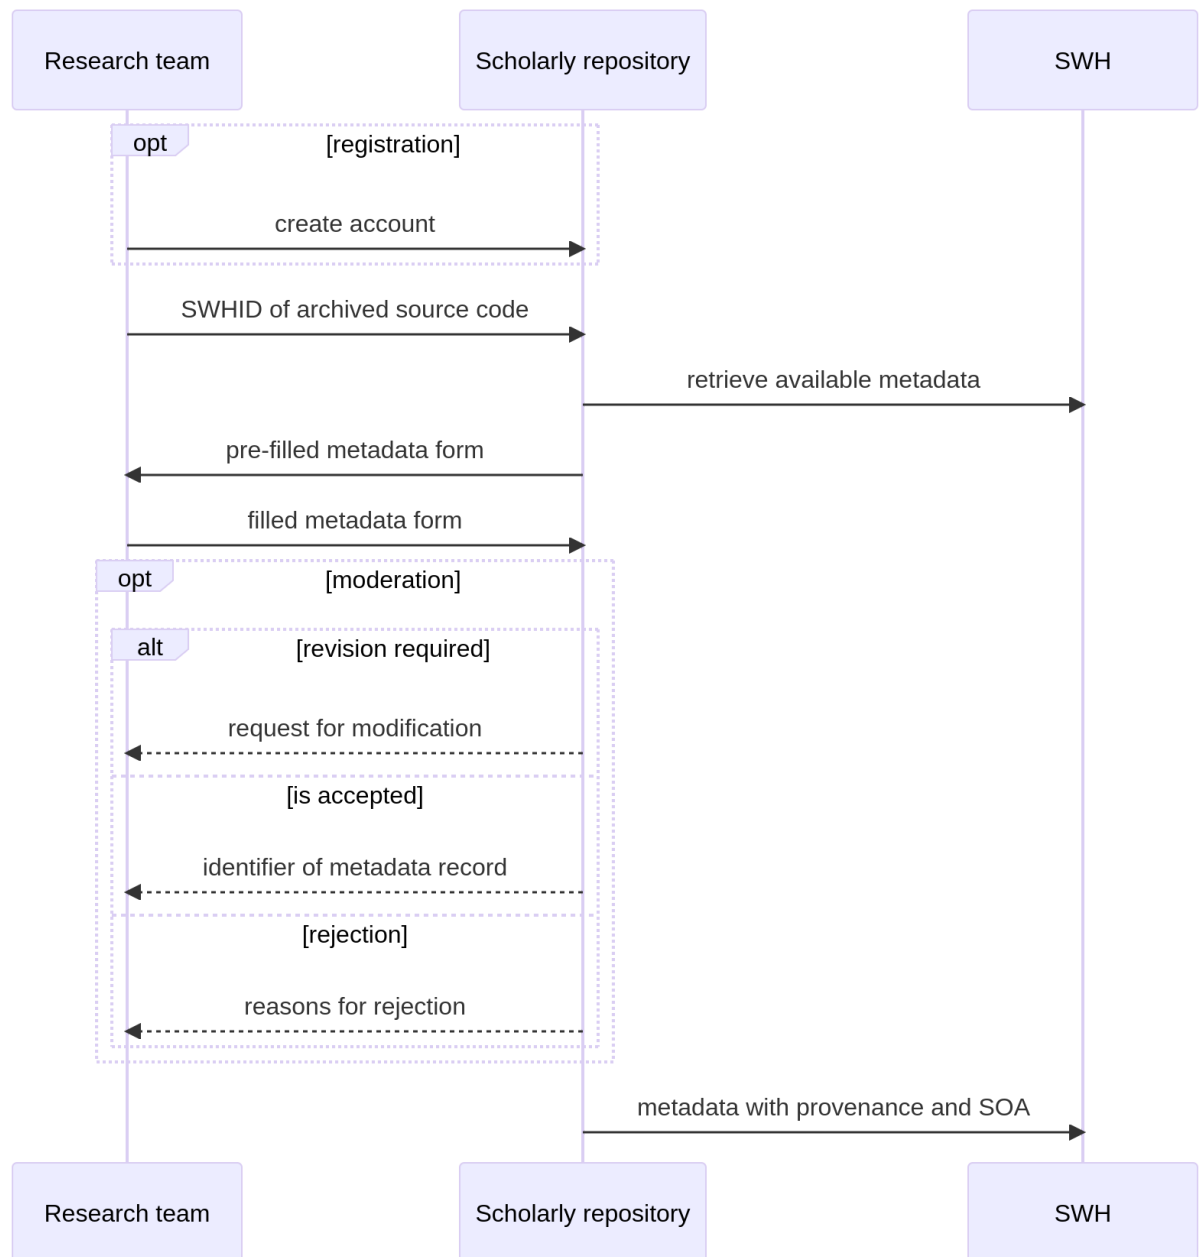 Research team
Scholarly repository
SWH
opt
[registration]
create account
SWHID of archived source code
retrieve available metadata
pre-filled metadata form
filled metadata form
opt
[moderation]
alt
[revision required]
request for modification
[is accepted]
identifier of metadata record
[rejection]
reasons for rejection
metadata with provenance and SOA
Research team
Scholarly repository
SWH